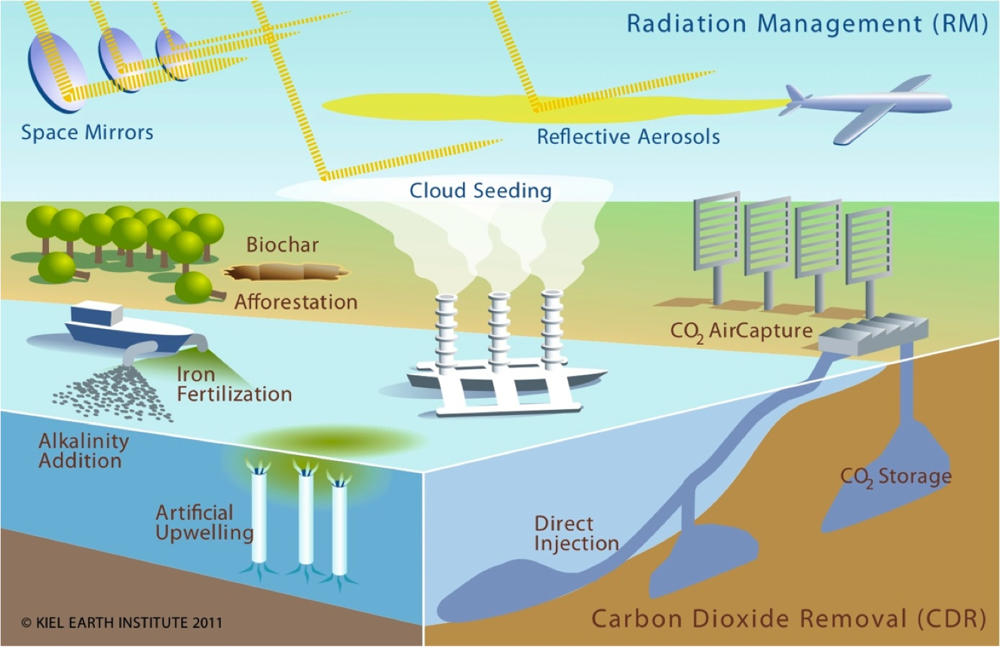 Radiation Management (RM)
Space Mirrors
Reflective Aerosols
Cloud Seeding
Biochar
Afforestation
CO₂ AirCapture
Iron
Fertilization
Alkalinity
Addition
CO₂ Storage
Artificial
Upwelling
Direct
Injection
Carbon Dioxide Removal (CDR)
© KIEL EARTH INSTITUTE 2011